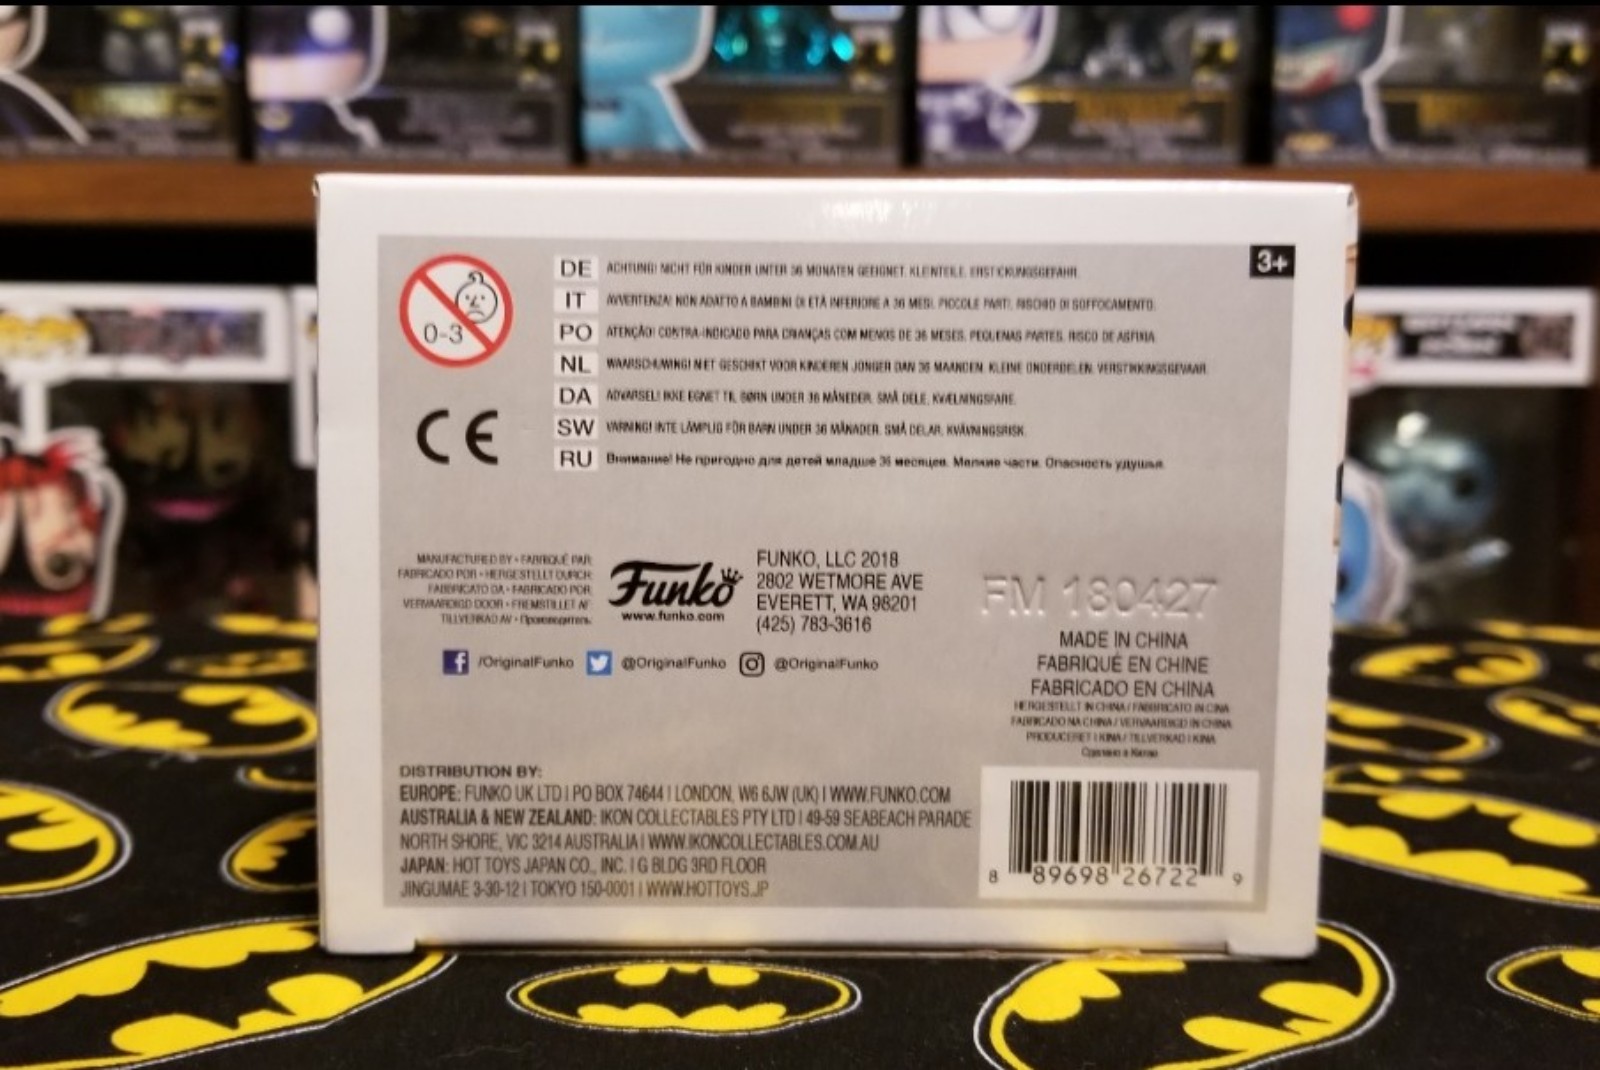 3+
0-3
DE ACHTUNG! NICHT FÜR KINDER UNTER 36 MONATEN GEEIGNET. KLEINTEILE. ERSTICKUNGSGEFAHR.
IT AVVERTENZA! NON ADATTO A BAMBINI DI ETÀ INFERIORE A 36 MESI. PICCOLE PARTI. RISCHIO DI SOFFOCAMENTO.
PO ATENÇÃO! CONTRA-INDICADO PARA CRIANÇAS COM MENOS DE 36 MESES. PEQUENAS PARTES. RISCO DE ASFIXIA.
NL WAARSCHUWING! NIET GESCHIKT VOOR KINDEREN JONGER DAN 36 MAANDEN. KLEINE ONDERDELEN. VERSTIKKINGSGEVAAR.
DA ADVARSEL! IKKE EGNET TIL BØRN UNDER 36 MÅNEDER. SMÅ DELE. KVÆLNINGSFARE.
SW VARNING! INTE LÄMPLIG FÖR BARN UNDER 36 MÅNADER. SMÅ DELAR. KVÄVNINGSRISK.
RU Внимание! Не пригодно для детей младше 36 месяцев. Мелкие части. Опасность удушья.
CE
MANUFACTURED BY • FABRIQUÉ PAR:
FABRICADO POR • HERGESTELLT DURCH:
FABBRICATO DA • FABRICADO POR:
VERVAARDIGD DOOR • FREMSTILLET AF:
TILLVERKAD AV • Производитель:
Funko
www.funko.com
FUNKO, LLC 2018
2802 WETMORE AVE
EVERETT, WA 98201
(425) 783-3616
/OriginalFunko @OriginalFunko @OriginalFunko
FM 180427
MADE IN CHINA
FABRIQUÉ EN CHINE
FABRICADO EN CHINA
HERGESTELLT IN CHINA / FABBRICATO IN CINA
FABRICADO NA CHINA / VERVAARDIGD IN CHINA
PRODUCERET I KINA / TILLVERKAD I KINA
Сделано в Китае
DISTRIBUTION BY:
EUROPE: FUNKO UK LTD | PO BOX 74644 | LONDON, W6 6JW (UK) | WWW.FUNKO.COM
AUSTRALIA & NEW ZEALAND: IKON COLLECTABLES PTY LTD | 49-59 SEABEACH PARADE
NORTH SHORE, VIC 3214 AUSTRALIA | WWW.IKONCOLLECTABLES.COM.AU
JAPAN: HOT TOYS JAPAN CO., INC. | G BLDG 3RD FLOOR
JINGUMAE 3-30-12 | TOKYO 150-0001 | WWW.HOTTOYS.JP
8 89698 26722 9